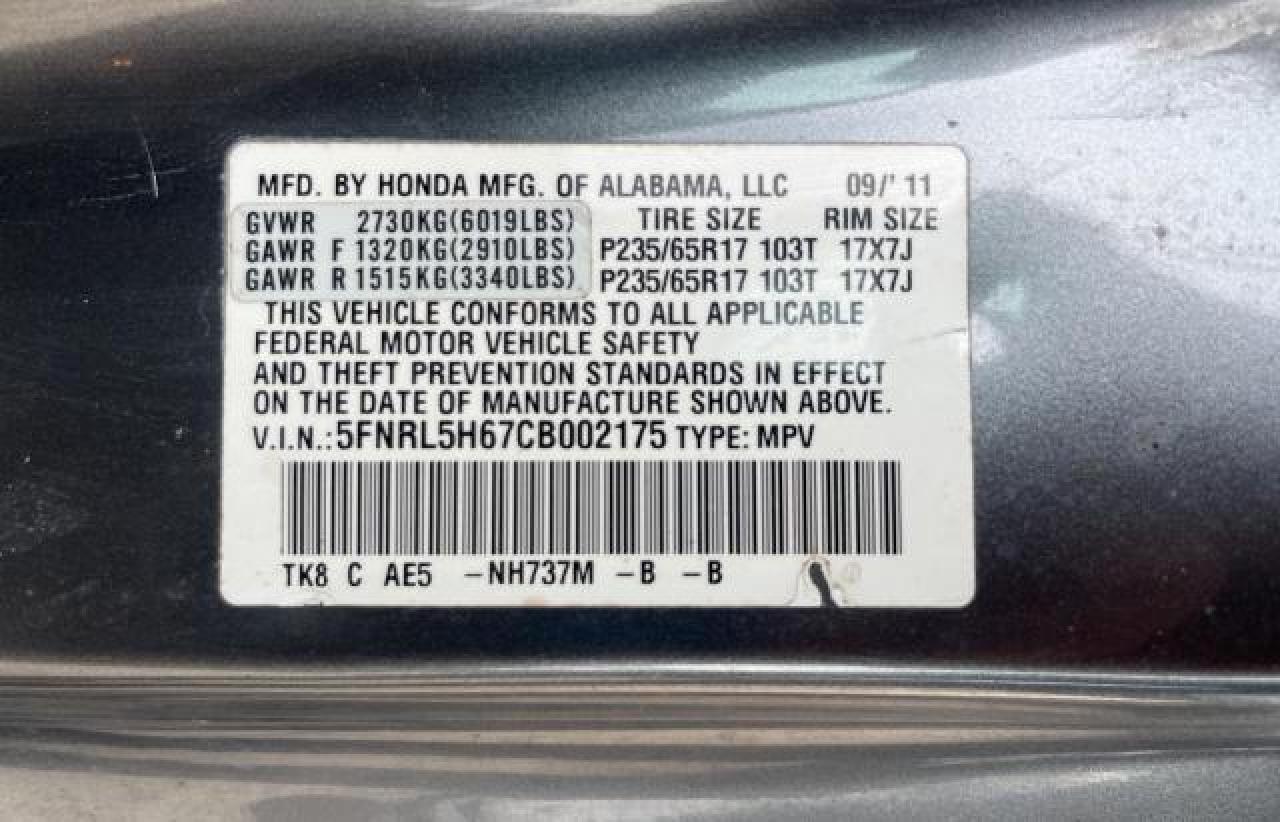 MFD. BY HONDA MFG. OF ALABAMA, LLC 09/'11
GVWR 2730KG(6019LBS) TIRE SIZE RIM SIZE
GAWR F 1320KG(2910LBS) P235/65R17 103T 17X7J
GAWR R 1515KG(3340LBS) P235/65R17 103T 17X7J
THIS VEHICLE CONFORMS TO ALL APPLICABLE
FEDERAL MOTOR VEHICLE SAFETY
AND THEFT PREVENTION STANDARDS IN EFFECT
ON THE DATE OF MANUFACTURE SHOWN ABOVE.
V.I.N.: 5FNRL5H67CB002175 TYPE: MPV
TK8 C AE5 -NH737M -B -B